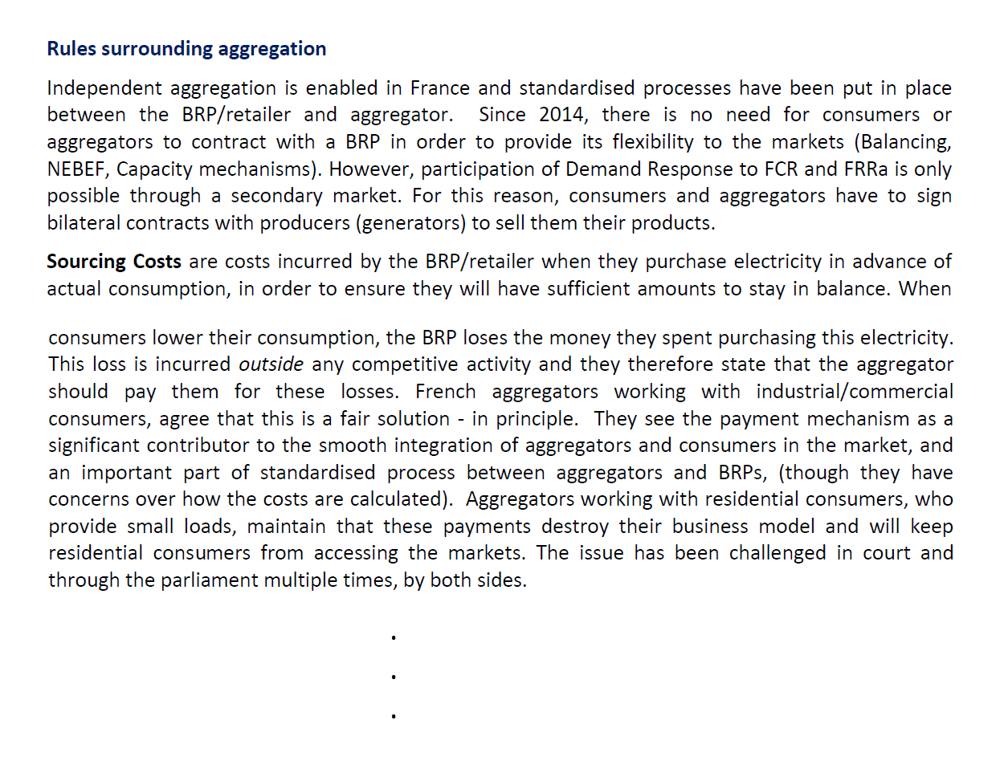 Rules surrounding aggregation
Independent aggregation is enabled in France and standardised processes have been put in place
between the BRP/retailer and aggregator.  Since 2014, there is no need for consumers or
aggregators to contract with a BRP in order to provide its flexibility to the markets (Balancing,
NEBEF, Capacity mechanisms). However, participation of Demand Response to FCR and FRRa is only
possible through a secondary market. For this reason, consumers and aggregators have to sign
bilateral contracts with producers (generators) to sell them their products.
Sourcing Costs are costs incurred by the BRP/retailer when they purchase electricity in advance of
actual consumption, in order to ensure they will have sufficient amounts to stay in balance. When
consumers lower their consumption, the BRP loses the money they spent purchasing this electricity.
This loss is incurred outside any competitive activity and they therefore state that the aggregator
should pay them for these losses. French aggregators working with industrial/commercial
consumers, agree that this is a fair solution - in principle.  They see the payment mechanism as a
significant contributor to the smooth integration of aggregators and consumers in the market, and
an important part of standardised process between aggregators and BRPs, (though they have
concerns over how the costs are calculated).  Aggregators working with residential consumers, who
provide small loads, maintain that these payments destroy their business model and will keep
residential consumers from accessing the markets. The issue has been challenged in court and
through the parliament multiple times, by both sides.
.
.
.